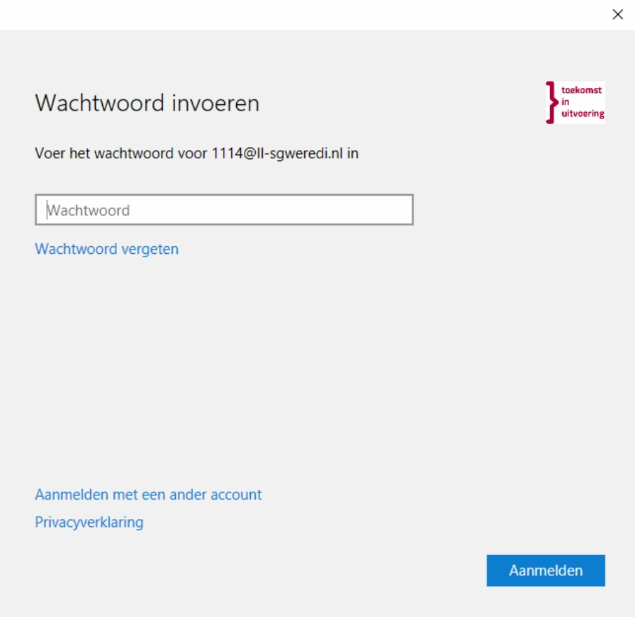 Wachtwoord invoeren
toekomst
in
uitvoering
Voer het wachtwoord voor 1114@ll-sgweredi.nl in
Wachtwoord
Wachtwoord vergeten
Aanmelden met een ander account
Privacyverklaring
Aanmelden